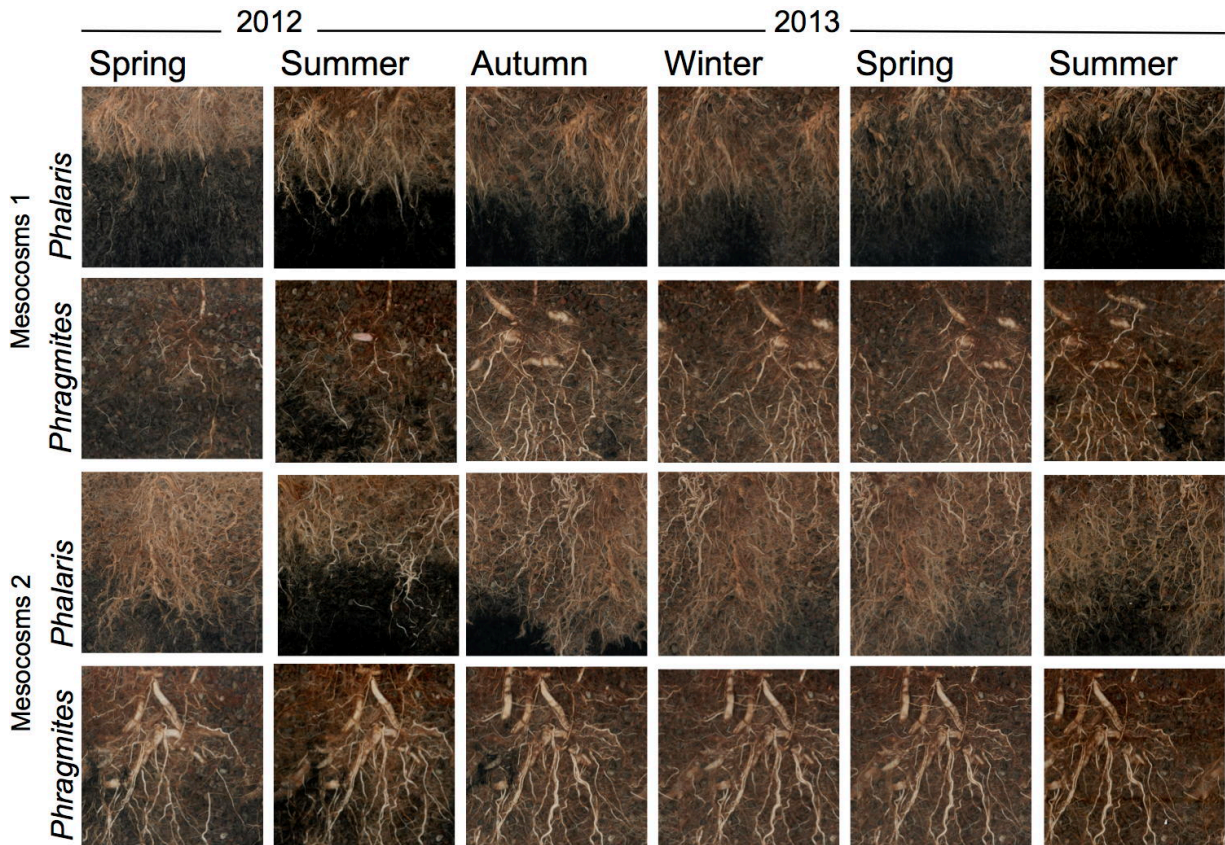 2012 2013
Spring Summer Autumn Winter Spring Summer
Mesocosms 1
Phalaris
Phragmites
Mesocosms 2
Phalaris
Phragmites